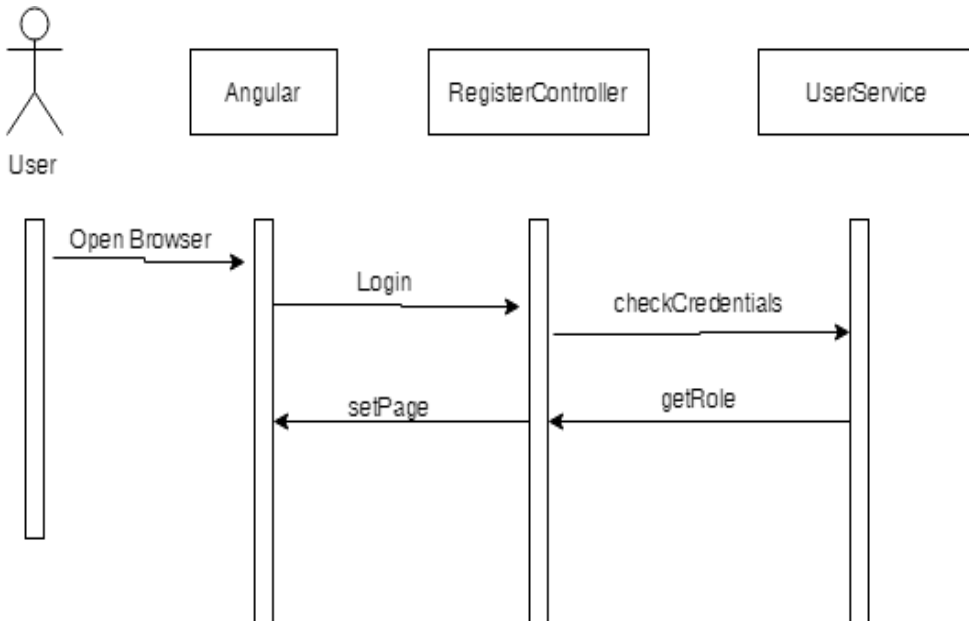 Angular
RegisterController
UserService
User
Open Browser
Login
checkCredentials
setPage
getRole